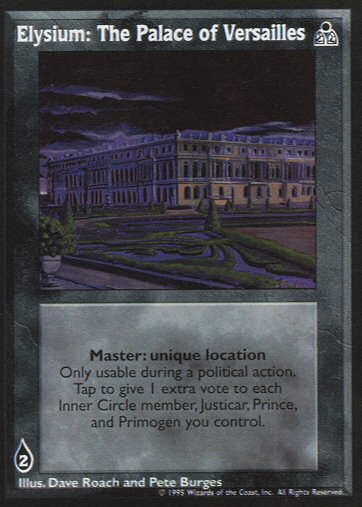 Elysium: The Palace of Versailles
Master: unique location
Only usable during a political action.
Tap to give 1 extra vote to each
Inner Circle member, Justicar, Prince,
and Primogen you control.
2
Illus. Dave Roach and Pete Burges
© 1995 Wizards of the Coast, Inc. All Rights Reserved.